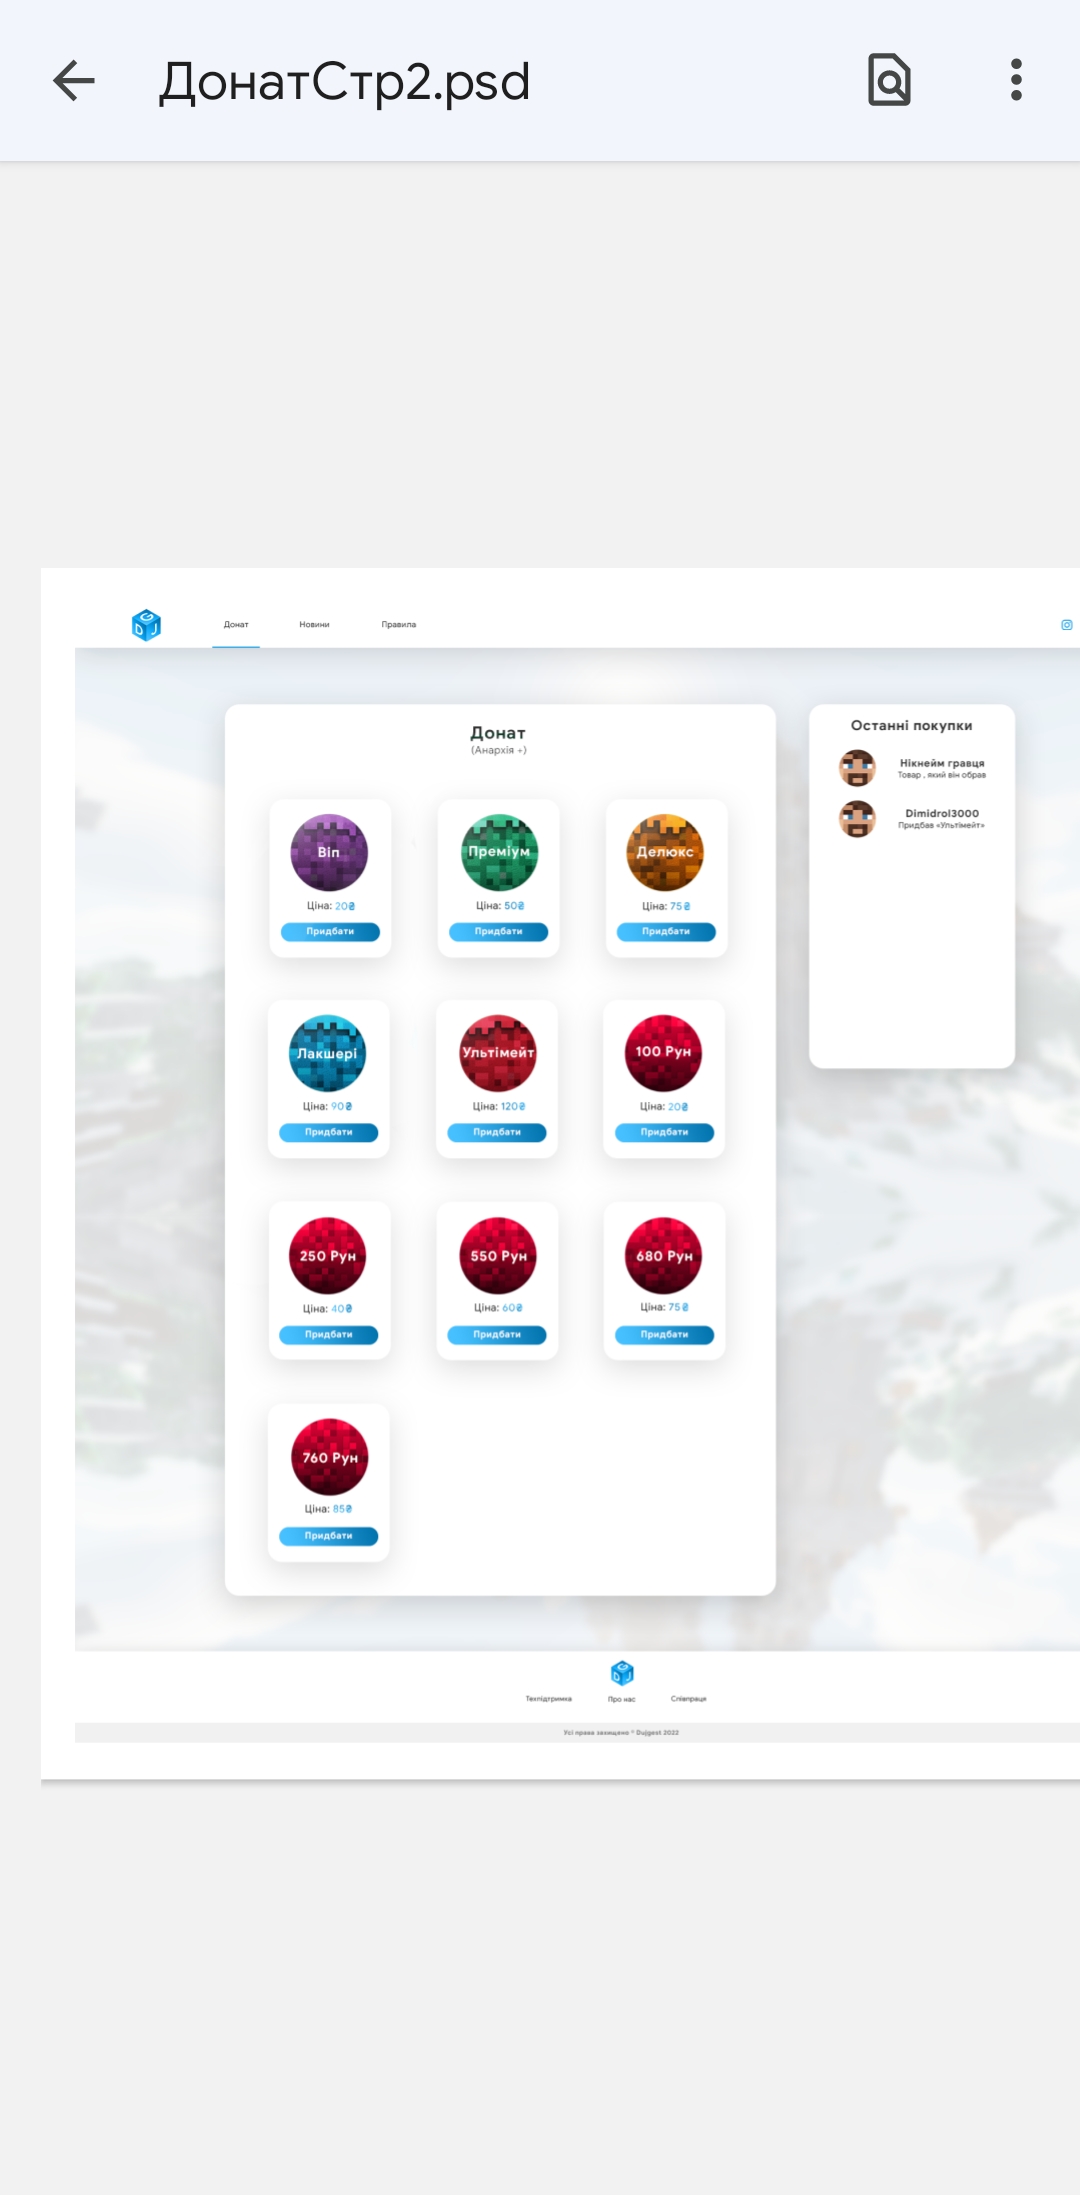 ДонатСтр2.psd
G
D J
Донат Новини Правила
Донат
(Анархія +)
Віп
Ціна: 20₴
Придбати
Преміум
Ціна: 50₴
Придбати
Делюкс
Ціна: 75₴
Придбати
Лакшері
Ціна: 90₴
Придбати
Ультімейт
Ціна: 120₴
Придбати
100 Рун
Ціна: 20₴
Придбати
250 Рун
Ціна: 40₴
Придбати
550 Рун
Ціна: 60₴
Придбати
680 Рун
Ціна: 75₴
Придбати
760 Рун
Ціна: 85₴
Придбати
Останні покупки
Нікнейм гравця
Товар , який він обрав
Dimidrol3000
Придбав «Ультімейт»
G
D J
Техпідтримка Про нас Співпраця
Усі права захищено © Dujgest 2022